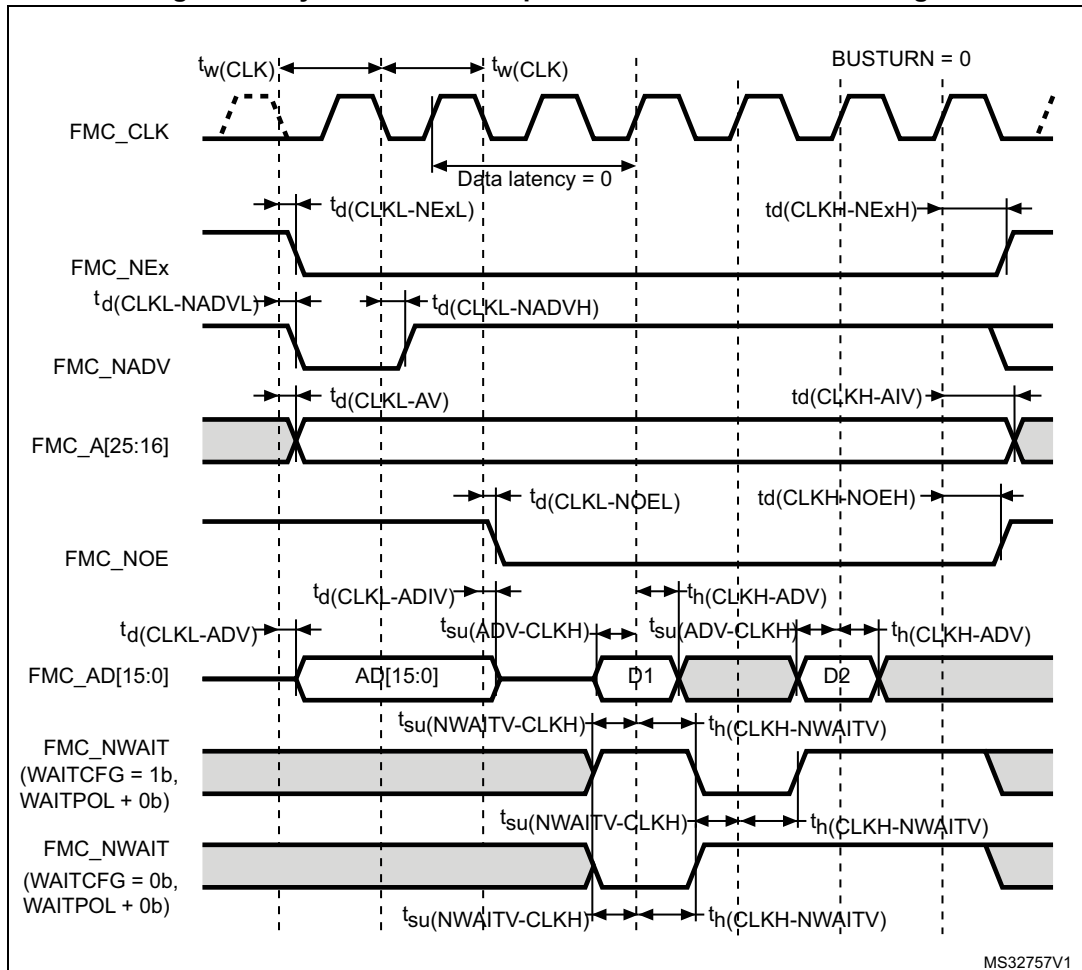 tw(CLK) tw(CLK) BUSTURN = 0
FMC_CLK
Data latency = 0
td(CLKL-NExL) td(CLKH-NExH)
FMC_NEx
td(CLKL-NADVL) td(CLKL-NADVH)
FMC_NADV
td(CLKL-AV) td(CLKH-AIV)
FMC_A[25:16]
td(CLKL-NOEL) td(CLKH-NOEH)
FMC_NOE
td(CLKL-ADIV) th(CLKH-ADV)
td(CLKL-ADV) tsu(ADV-CLKH) tsu(ADV-CLKH) th(CLKH-ADV)
FMC_AD[15:0] AD[15:0] D1 D2
tsu(NWAITV-CLKH) th(CLKH-NWAITV)
FMC_NWAIT
(WAITCFG = 1b,
WAITPOL + 0b)
tsu(NWAITV-CLKH) th(CLKH-NWAITV)
FMC_NWAIT
(WAITCFG = 0b,
WAITPOL + 0b)
tsu(NWAITV-CLKH) th(CLKH-NWAITV)
MS32757V1